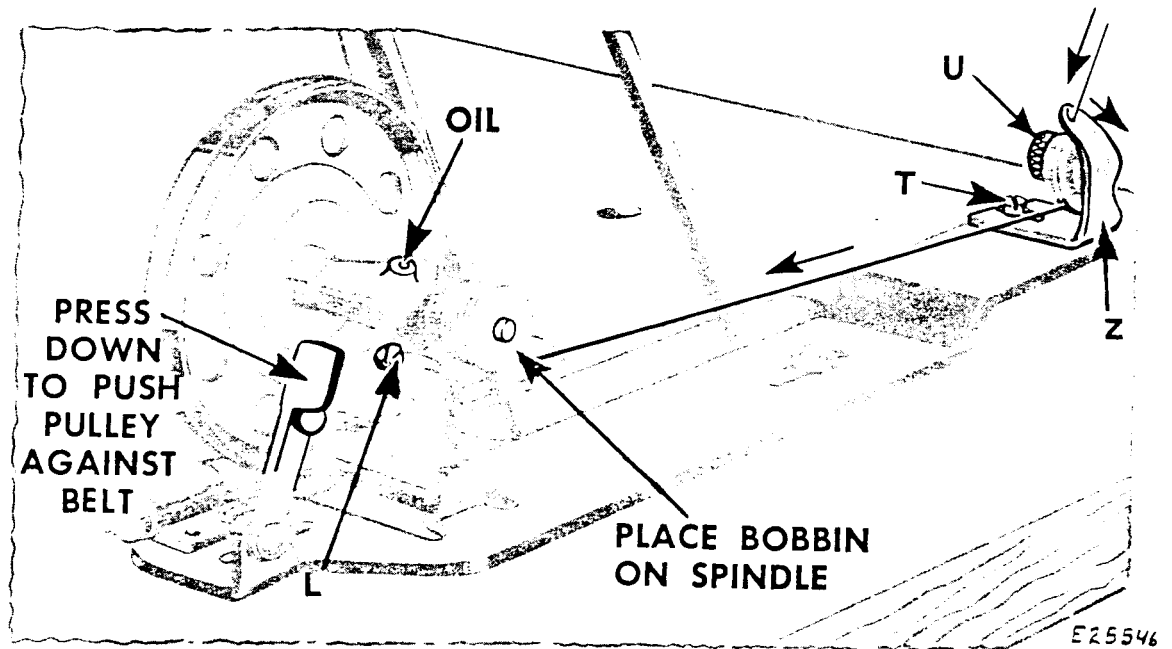 U
OIL
T
PRESS
DOWN
TO PUSH
PULLEY
AGAINST
BELT
Z
L
PLACE BOBBIN
ON SPINDLE
E25546